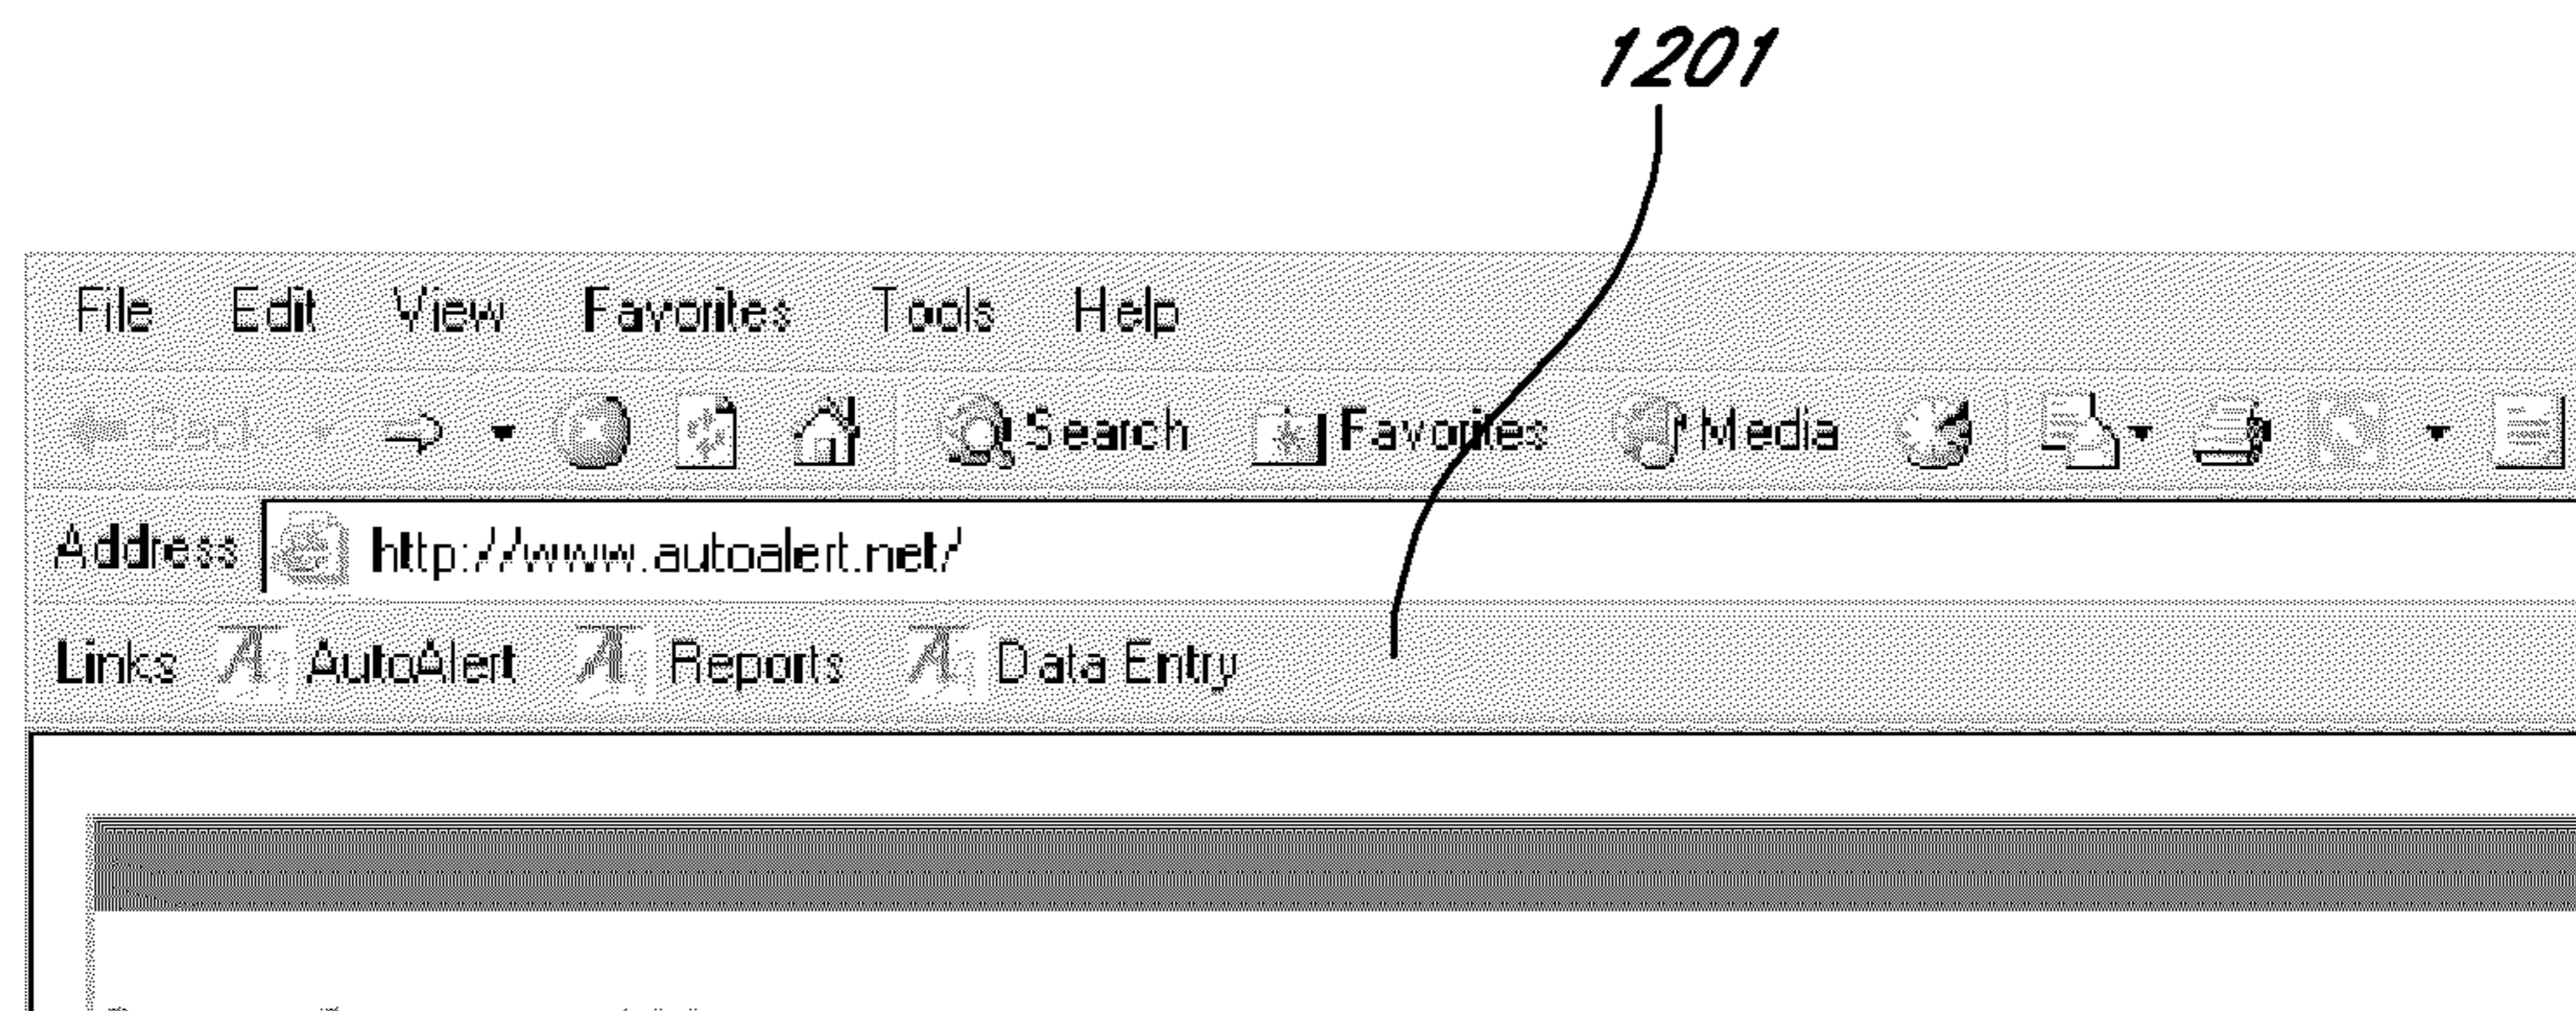 1201
File Edit View Favorites Tools Help
Back Search Favorites Media
Address http://www.autoalert.net/
Links AutoAlert Reports Data Entry